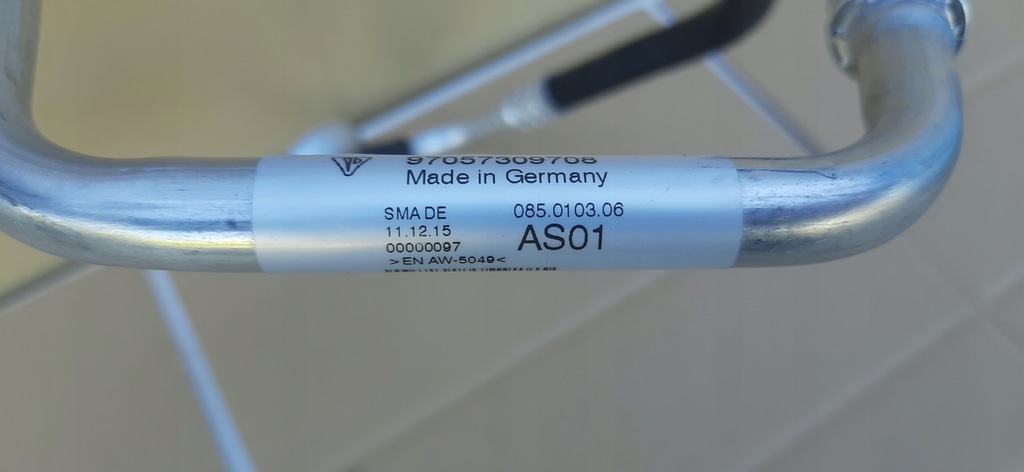 97057309708
Made in Germany
SMA DE 085.0103.06
11.12.15 AS01
00000097
>EN AW-5049<